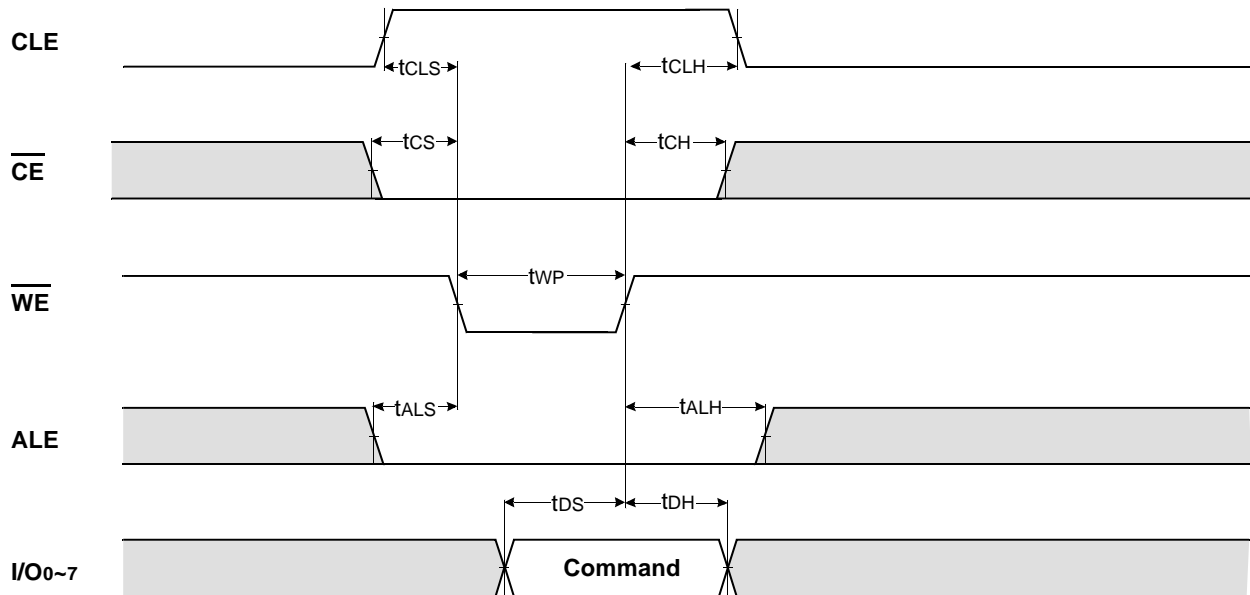 CLE
tCLS
tCLH
CE
tCS
tCH
WE
tWP
ALE
tALS
tALH
tDS
tDH
I/O0~7
Command